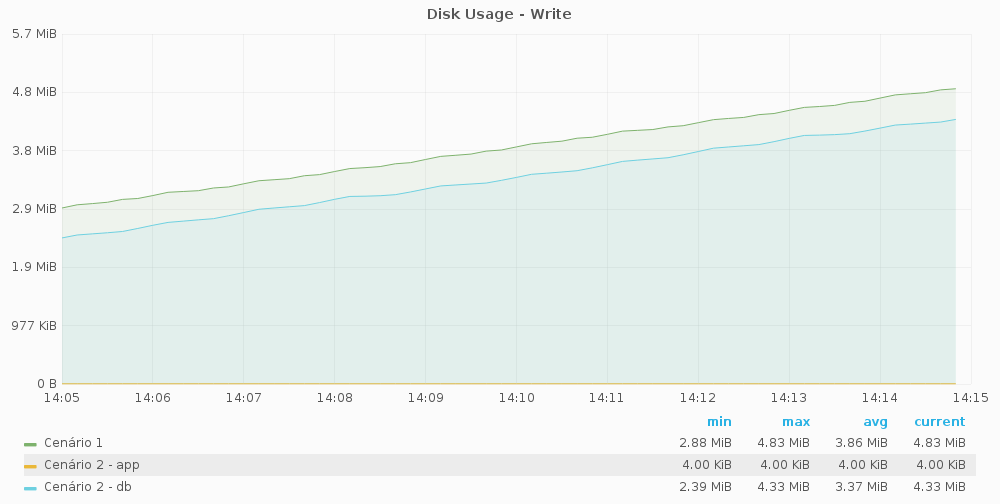 Disk Usage - Write
5.7 MiB
4.8 MiB
3.8 MiB
2.9 MiB
1.9 MiB
977 KiB
0 B
14:05 14:06 14:07 14:08 14:09 14:10 14:11 14:12 14:13 14:14 14:15
min max avg current
Cenário 1 2.88 MiB 4.83 MiB 3.86 MiB 4.83 MiB
Cenário 2 - app 4.00 KiB 4.00 KiB 4.00 KiB 4.00 KiB
Cenário 2 - db 2.39 MiB 4.33 MiB 3.37 MiB 4.33 MiB